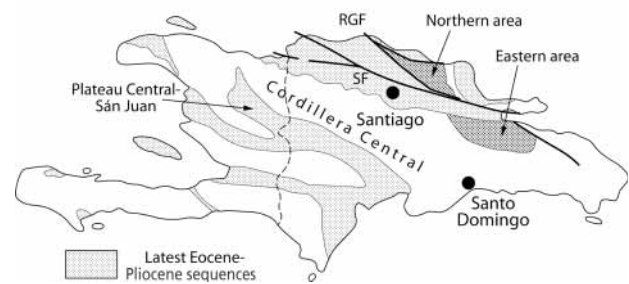 RGF
Northern area
Eastern area
SF
Plateau Central-
Sán Juan
Cordillera Central
Santiago
Santo
Domingo
Latest Eocene-
Pliocene sequences